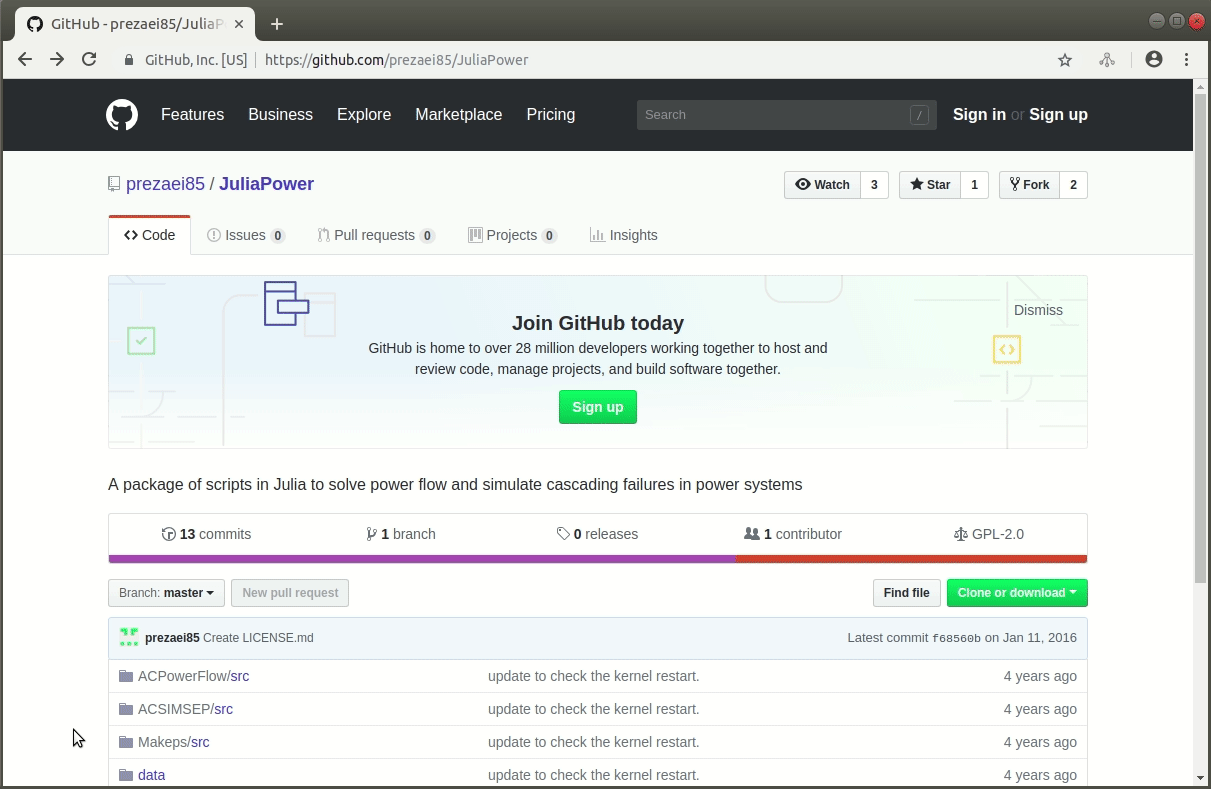 GitHub - prezaei85/JuliaP
GitHub, Inc. [US] https://github.com/prezaei85/JuliaPower
Features Business Explore Marketplace Pricing Search / Sign in or Sign up
prezaei85 / JuliaPower Watch 3 Star 1 Fork 2
Code Issues 0 Pull requests 0 Projects 0 Insights
Dismiss
Join GitHub today
GitHub is home to over 28 million developers working together to host and
review code, manage projects, and build software together.
Sign up
A package of scripts in Julia to solve power flow and simulate cascading failures in power systems
13 commits 1 branch 0 releases 1 contributor GPL-2.0
Branch: master New pull request Find file Clone or download
prezaei85 Create LICENSE.md Latest commit f68560b on Jan 11, 2016
ACPowerFlow/src update to check the kernel restart. 4 years ago
ACSIMSEP/src update to check the kernel restart. 4 years ago
Makeps/src update to check the kernel restart. 4 years ago
data update to check the kernel restart. 4 years ago